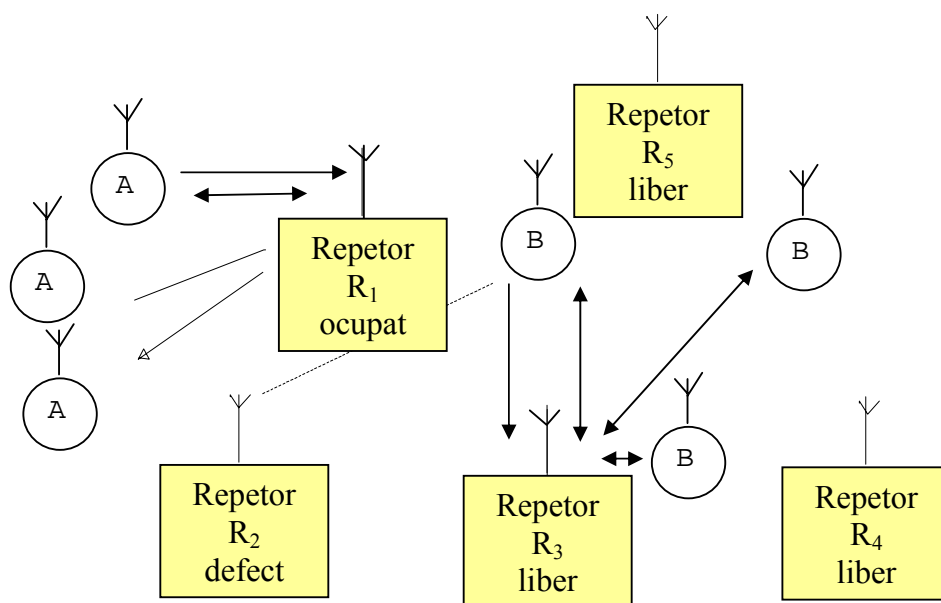 Repetor
R₅
liber
A
A
A
Repetor
R₁
ocupat
B
B
B
Repetor
R₂
defect
Repetor
R₃
liber
Repetor
R₄
liber